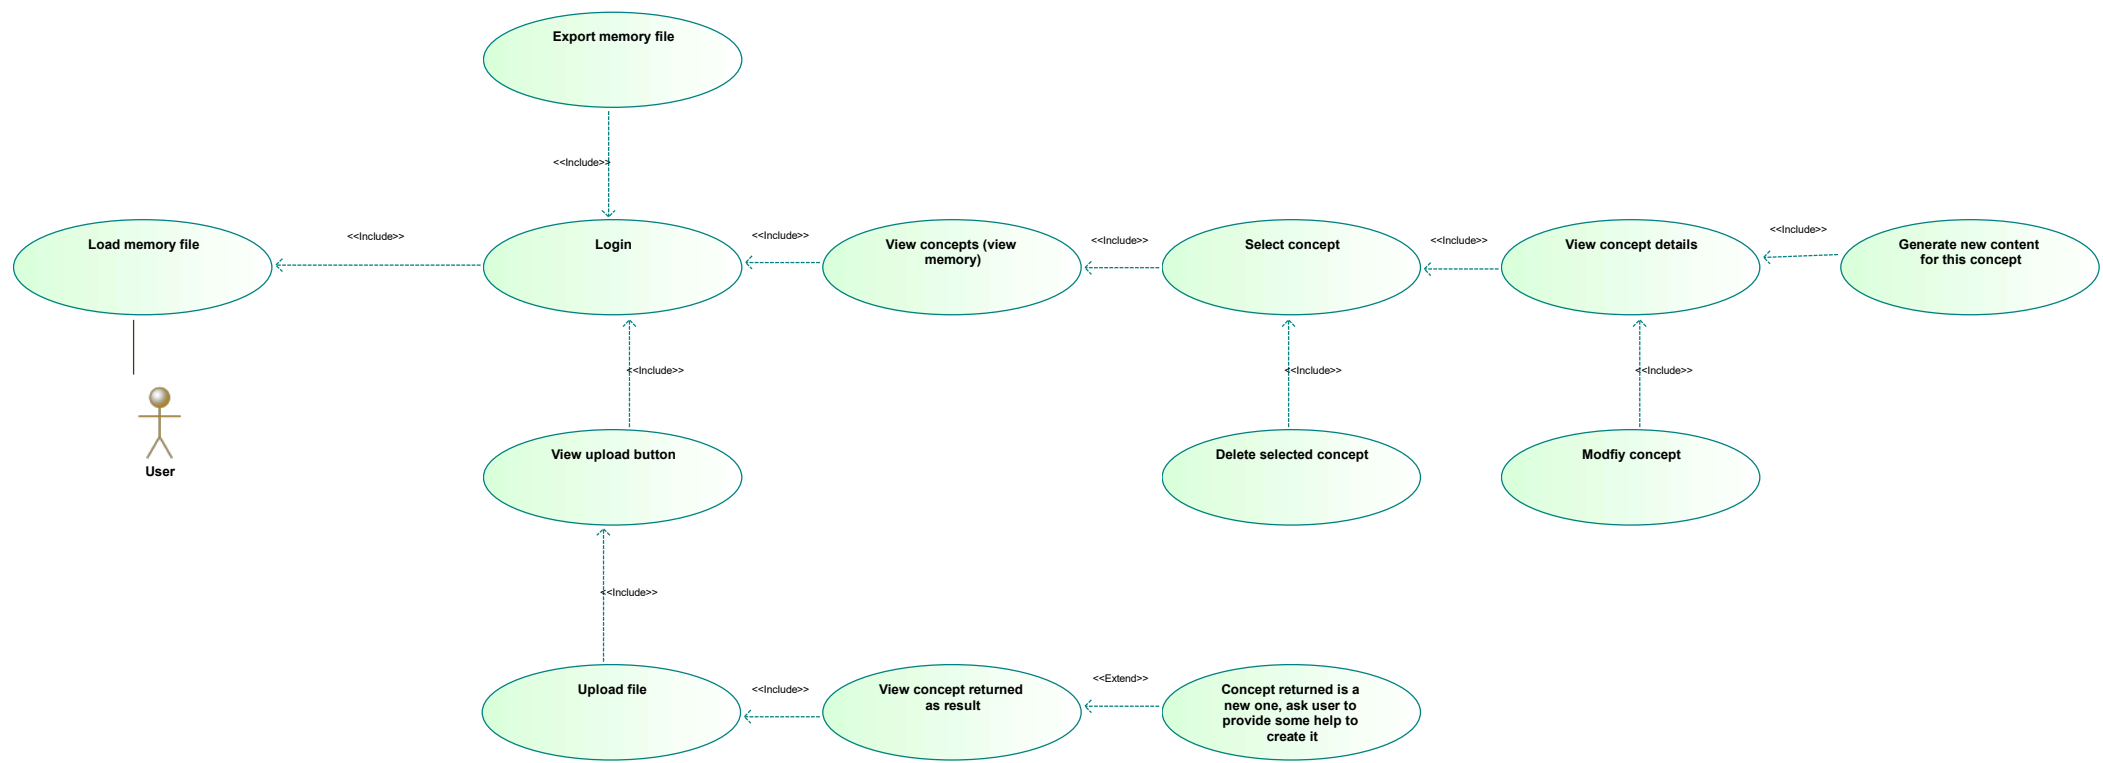 Export memory file
<<Include>>
Load memory file
<<Include>>
Login
<<Include>>
View concepts (view
memory)
<<Include>>
Select concept
<<Include>>
View concept details
<<Include>>
Generate new content
for this concept
<<Include>>
<<Include>>
<<Include>>
User
View upload button
Delete selected concept
Modfiy concept
<<Include>>
Upload file
<<Include>>
View concept returned
as result
<<Extend>>
Concept returned is a
new one, ask user to
provide some help to
create it